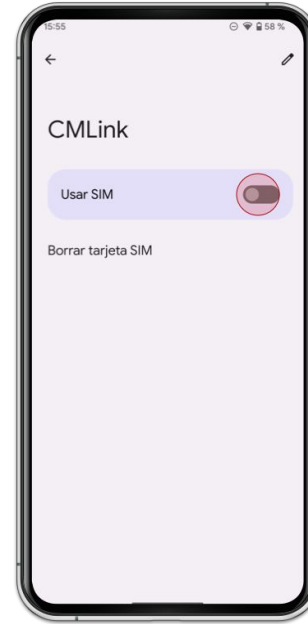 15:55
58 %
CMLink
Usar SIM
Borrar tarjeta SIM